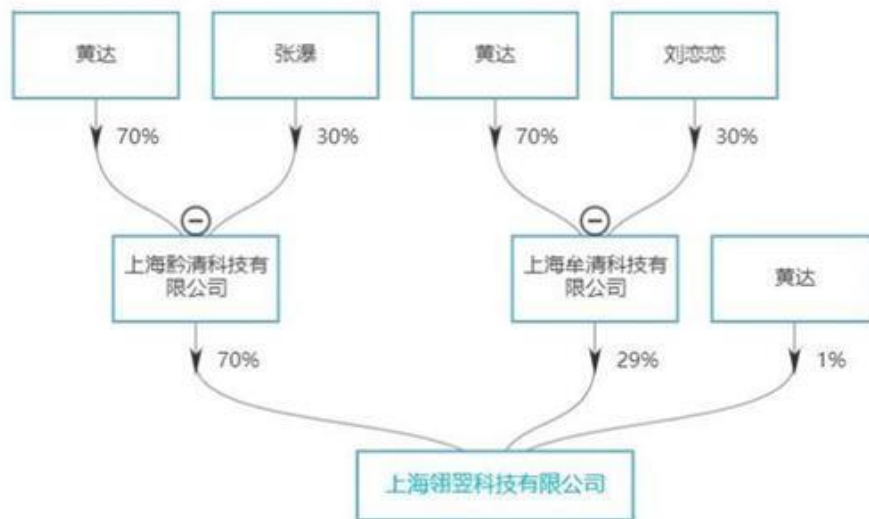 黄达
张瀑
黄达
刘恋恋
70%
30%
70%
30%
上海黔清科技有
限公司
上海牟清科技有
限公司
黄达
70%
29%
1%
上海翎翌科技有限公司